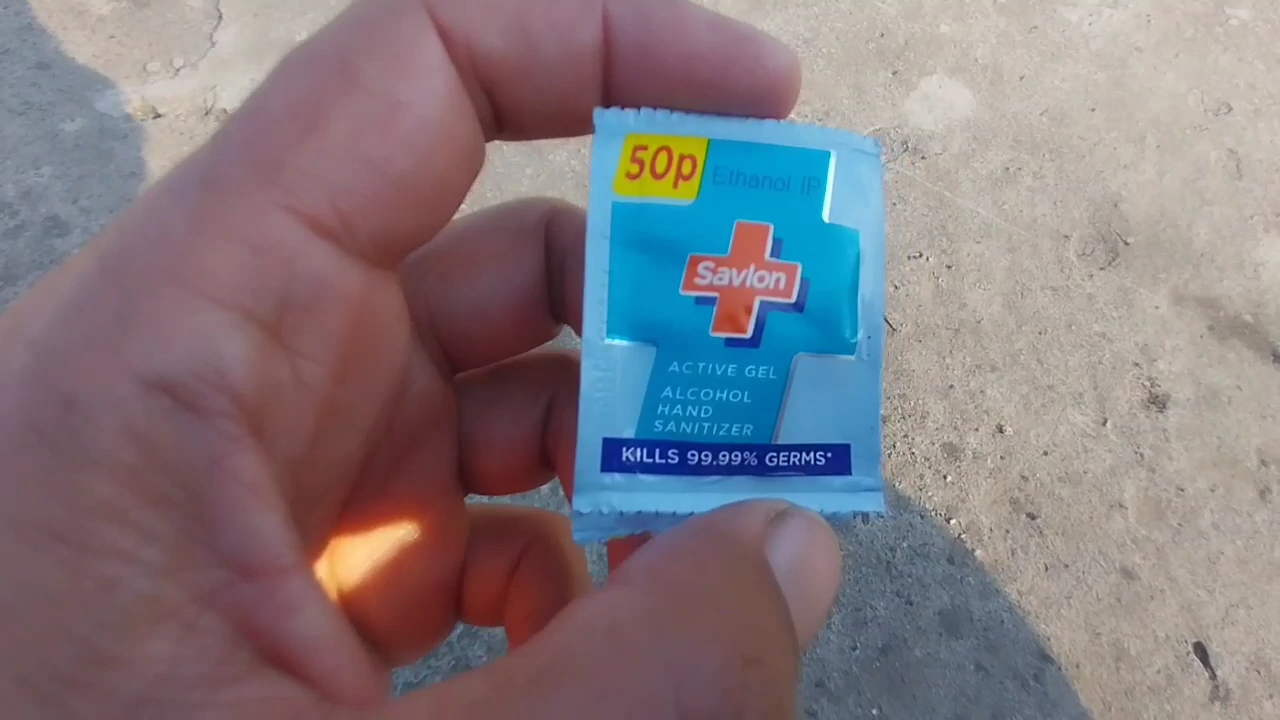 50p
Ethanol IP
Savlon
ACTIVE GEL
ALCOHOL
HAND
SANITIZER
KILLS 99.99% GERMS*